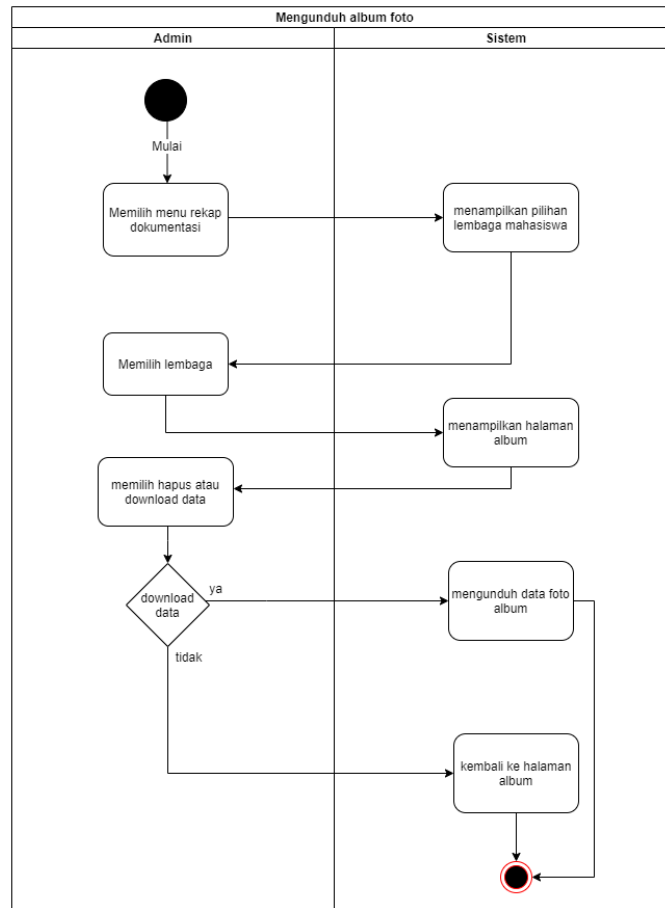 Mengunduh album foto
Admin
Sistem
Mulai
Memilih menu rekap
dokumentasi
menampilkan pilihan
lembaga mahasiswa
Memilih lembaga
menampilkan halaman
album
memilih hapus atau
download data
download
data
ya
mengunduh data foto
album
tidak
kembali ke halaman
album